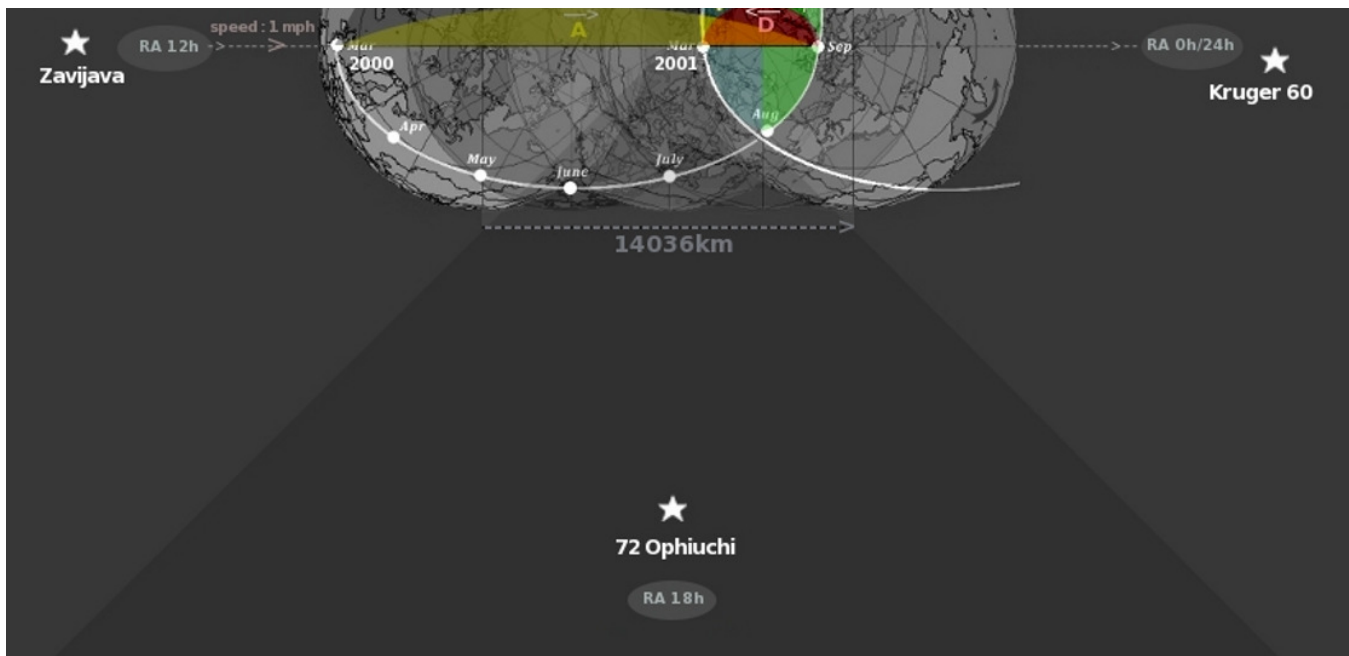 speed: 1 mph
A
D
RA 12h
Mar
Mar
Sep
RA 0h/24h
Zavijava
2000
2001
Kruger 60
Apr
Aug
May
July
June
14036km
72 Ophiuchi
RA 18h